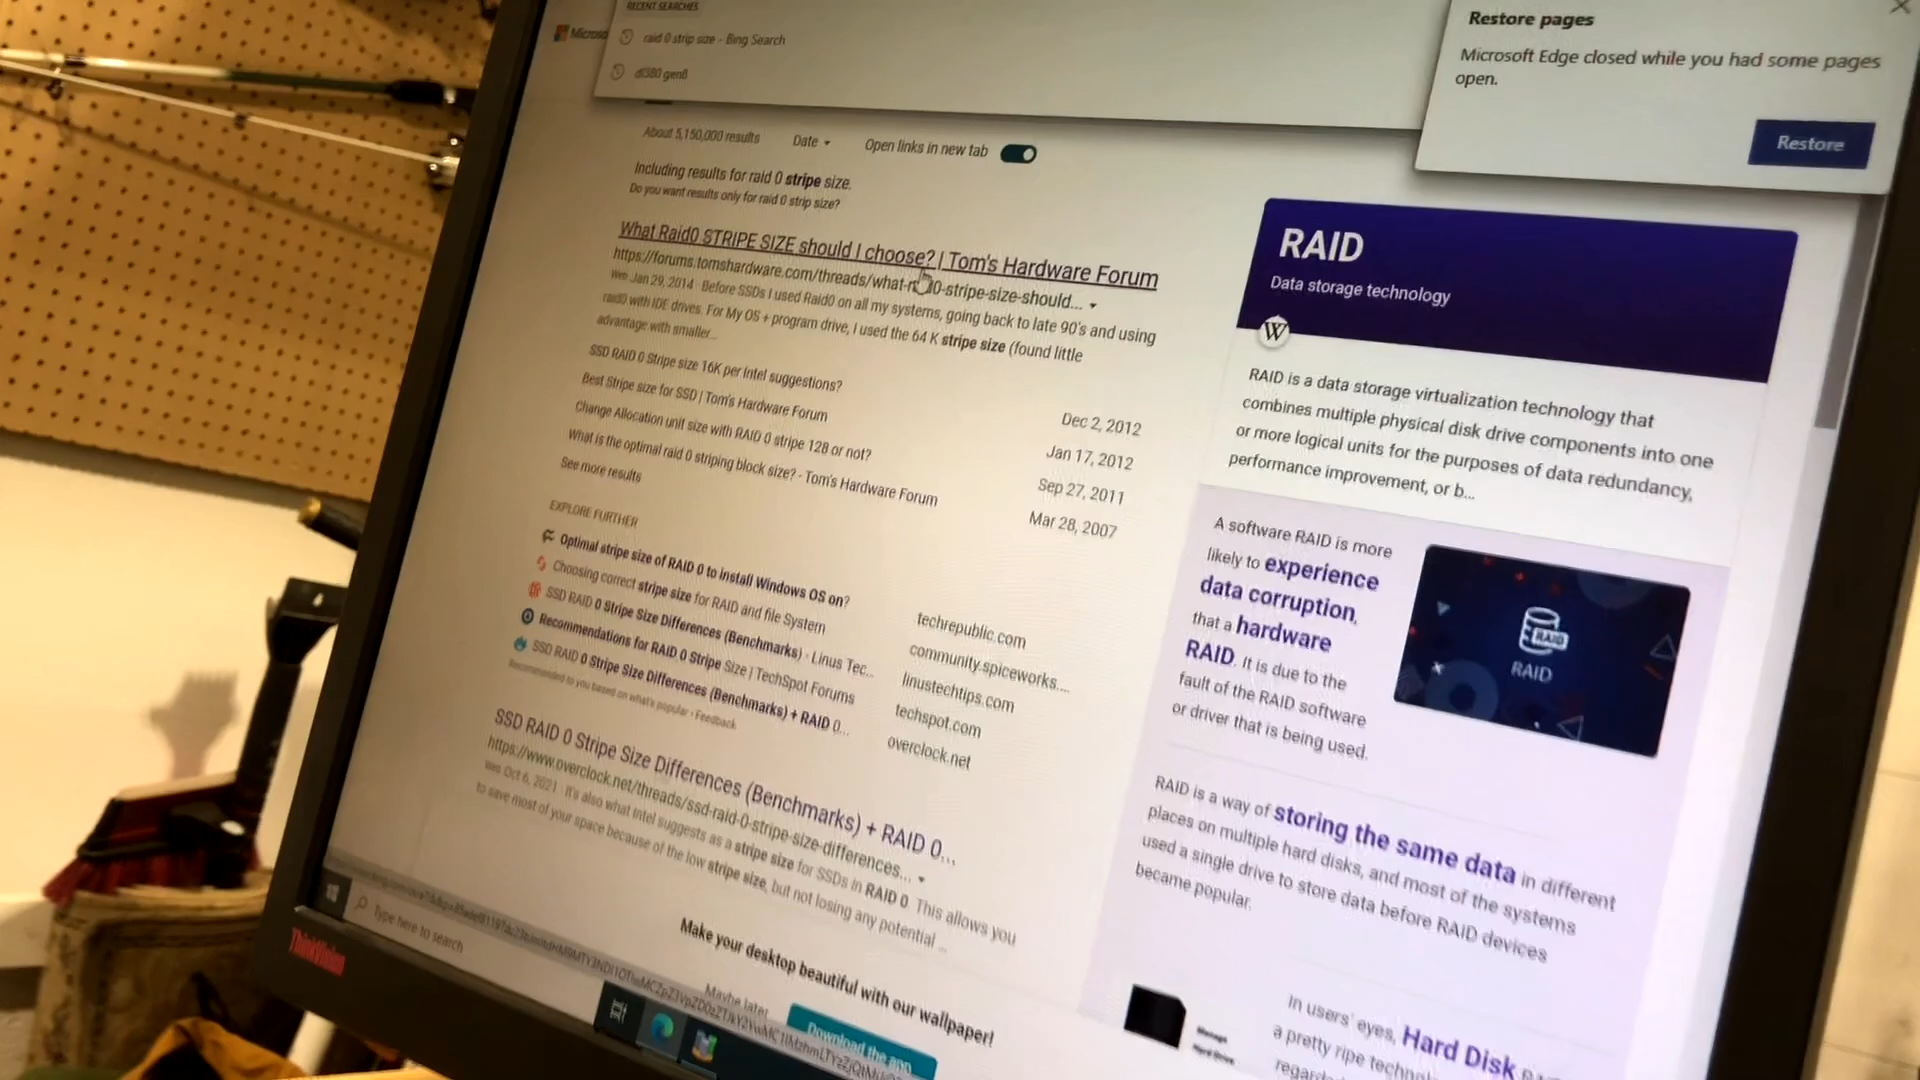 RECENT SEARCHES
raid 0 strip size - Bing Search
dl380 gen8
Restore pages
Microsoft Edge closed while you had some pages
open.
Restore
About 5,150,000 results
Date
Open links in new tab
Including results for raid 0 stripe size.
Do you want results only for raid 0 strip size?
What Raid0 STRIPE SIZE should I choose? | Tom's Hardware Forum
https://forums.tomshardware.com/threads/what-raid0-stripe-size-should...
Wed Jan 29, 2014 · Before SSDs I used Raid0 on all my systems, going back to late 90's and using
raid0 with IDE drives. For My OS + program drive, I used the 64 K stripe size (found little
advantage with smaller...
SSD RAID 0 Stripe size 16K per Intel suggestions?
Dec 2, 2012
Best Stripe size for SSD | Tom's Hardware Forum
Jan 17, 2012
Change Allocation unit size with RAID 0 stripe 128 or not?
Sep 27, 2011
What is the optimal raid 0 striping block size? - Tom's Hardware Forum
Mar 28, 2007
See more results
EXPLORE FURTHER
Optimal stripe size of RAID 0 to install Windows OS on?
techrepublic.com
Choosing correct stripe size for RAID and file System
community.spiceworks....
SSD RAID 0 Stripe Size Differences (Benchmarks) - Linus Tec...
linustechtips.com
Recommendations for RAID 0 Stripe Size | TechSpot Forums
techspot.com
SSD RAID 0 Stripe Size Differences (Benchmarks) + RAID 0...
overclock.net
Recommended to you based on what's popular • Feedback
SSD RAID 0 Stripe Size Differences (Benchmarks) + RAID 0...
https://www.overclock.net/threads/ssd-raid-0-stripe-size-differences...
Wed Oct 6, 2021 · It's also what Intel suggests as a stripe size for SSDs in RAID 0. This allows you
to save most of your space because of the low stripe size, but not losing any potential ...
Make your desktop beautiful with our wallpaper!
Maybe later
Download the app
RAID
Data storage technology
W
RAID is a data storage virtualization technology that
combines multiple physical disk drive components into one
or more logical units for the purposes of data redundancy,
performance improvement, or b...
A software RAID is more
likely to experience
data corruption,
that a hardware
RAID. It is due to the
fault of the RAID software
or driver that is being used.
RAID
RAID
RAID is a way of storing the same data in different
places on multiple hard disks, and most of the systems
used a single drive to store data before RAID devices
became popular.
In users' eyes, Hard Disk
a pretty ripe
Type here to search
ThinkVision